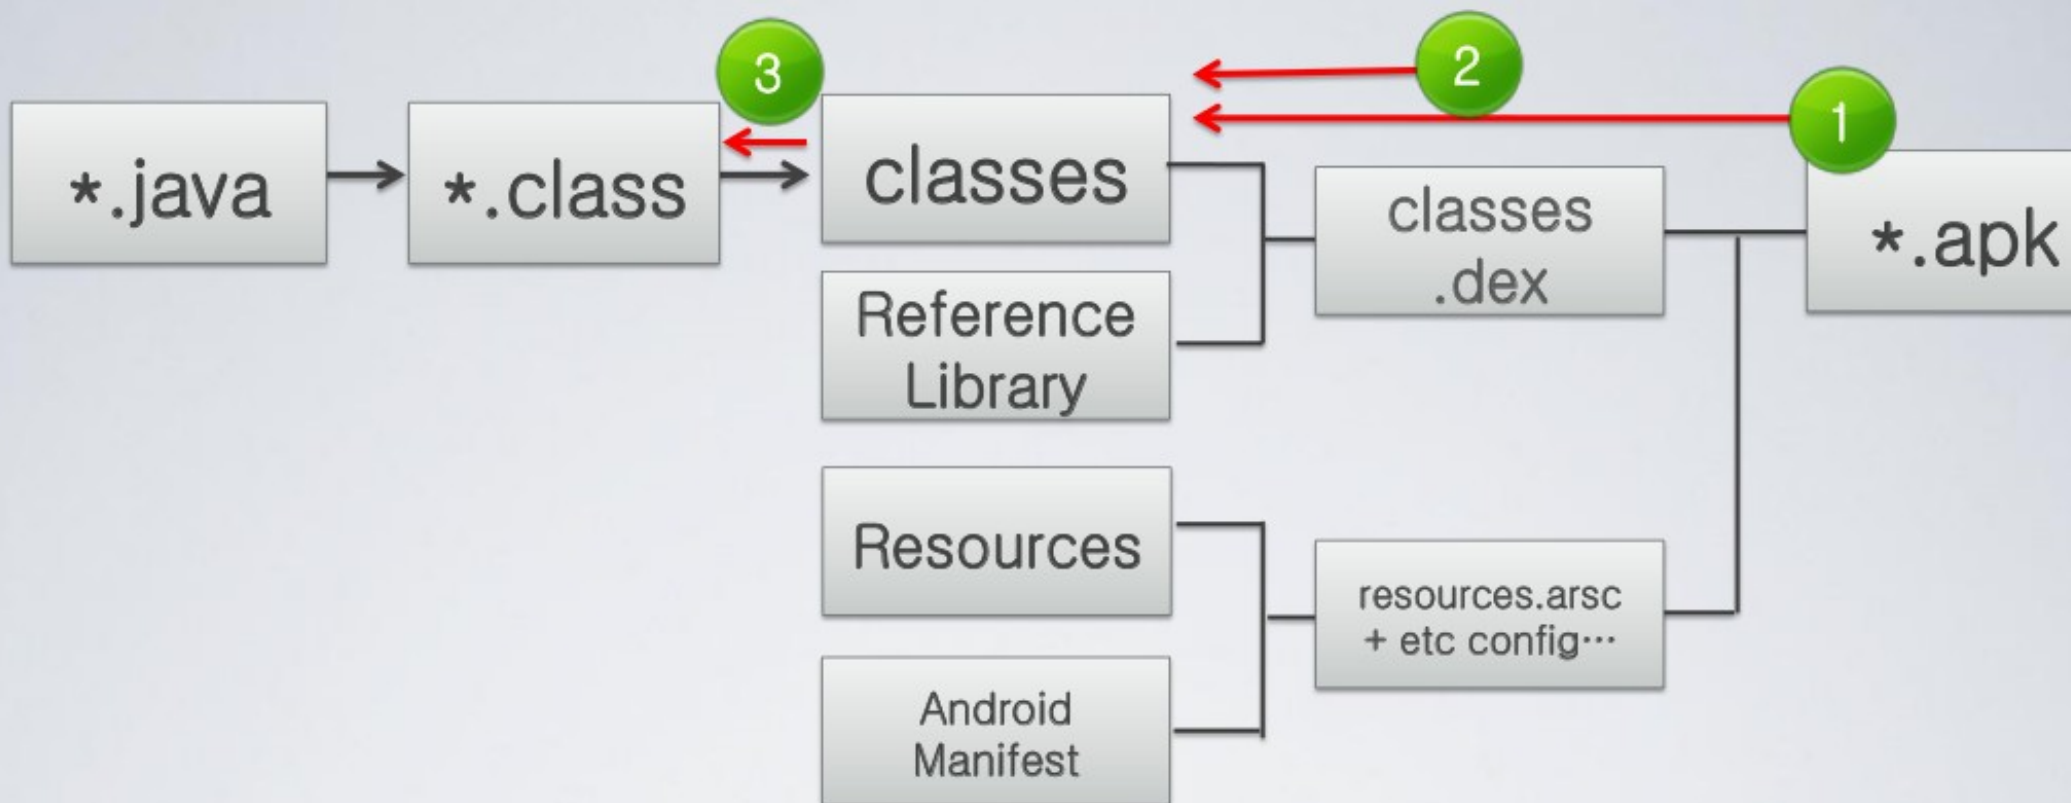 3
2
1
*.java
*.class
classes
classes
.dex
*.apk
Reference
Library
Resources
resources.arsc
+ etc config…
Android
Manifest